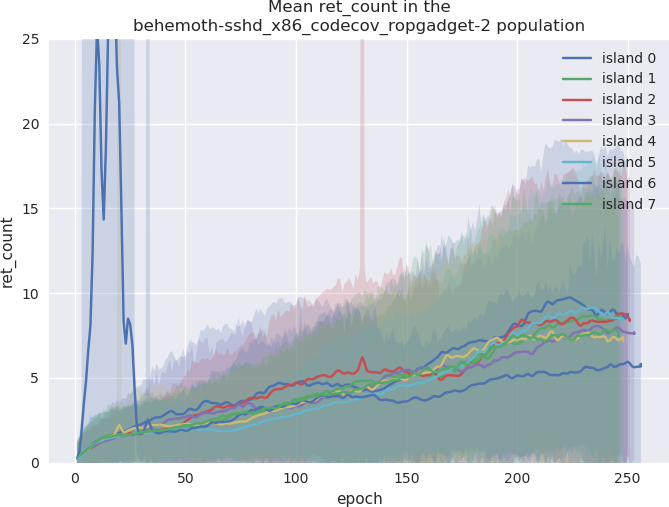 Mean ret_count in the
behemoth-sshd_x86_codecov_ropgadget-2 population
25
20
15
10
5
0
ret_count
0
50
100
150
200
250
epoch
island 0
island 1
island 2
island 3
island 4
island 5
island 6
island 7